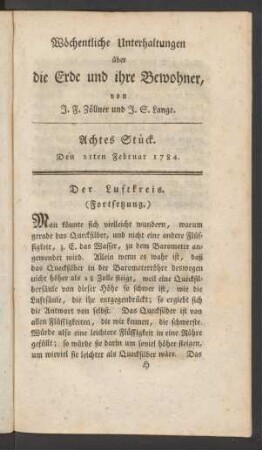 Wöchentliche Unterhaltungen
über
die Erde und ihre Bewohner,
von
J. F. Zöllner und J. S. Lange.
Achtes Stück.
Den 21ten Februar 1784.
Der Luftkreis.
(Fortsetzung.)
Man könnte sich vielleicht wundern, warum
gerade das Quecksilber, und nicht eine andere Flüs-
sigkeit, z. E. das Wasser, zu dem Barometer an-
gewendet wird. Allein wenn es wahr ist, daß
das Quecksilber in der Barometerröhre deswegen
nicht höher als 28 Zolle steigt, weil eine Quecksil-
bersäule von dieser Höhe so schwer ist, wie die
Luftsäule, die ihr entgegendrückt; so ergiebt sich
die Antwort von selbst. Das Quecksilber ist von
allen Flüssigkeiten, die wir kennen, die schwerste.
Würde also eine leichtere Flüssigkeit in eine Röhre
gefüllt; so würde sie darin um soviel höher steigen,
um wieviel sie leichter als Quecksilber wäre. Das
H